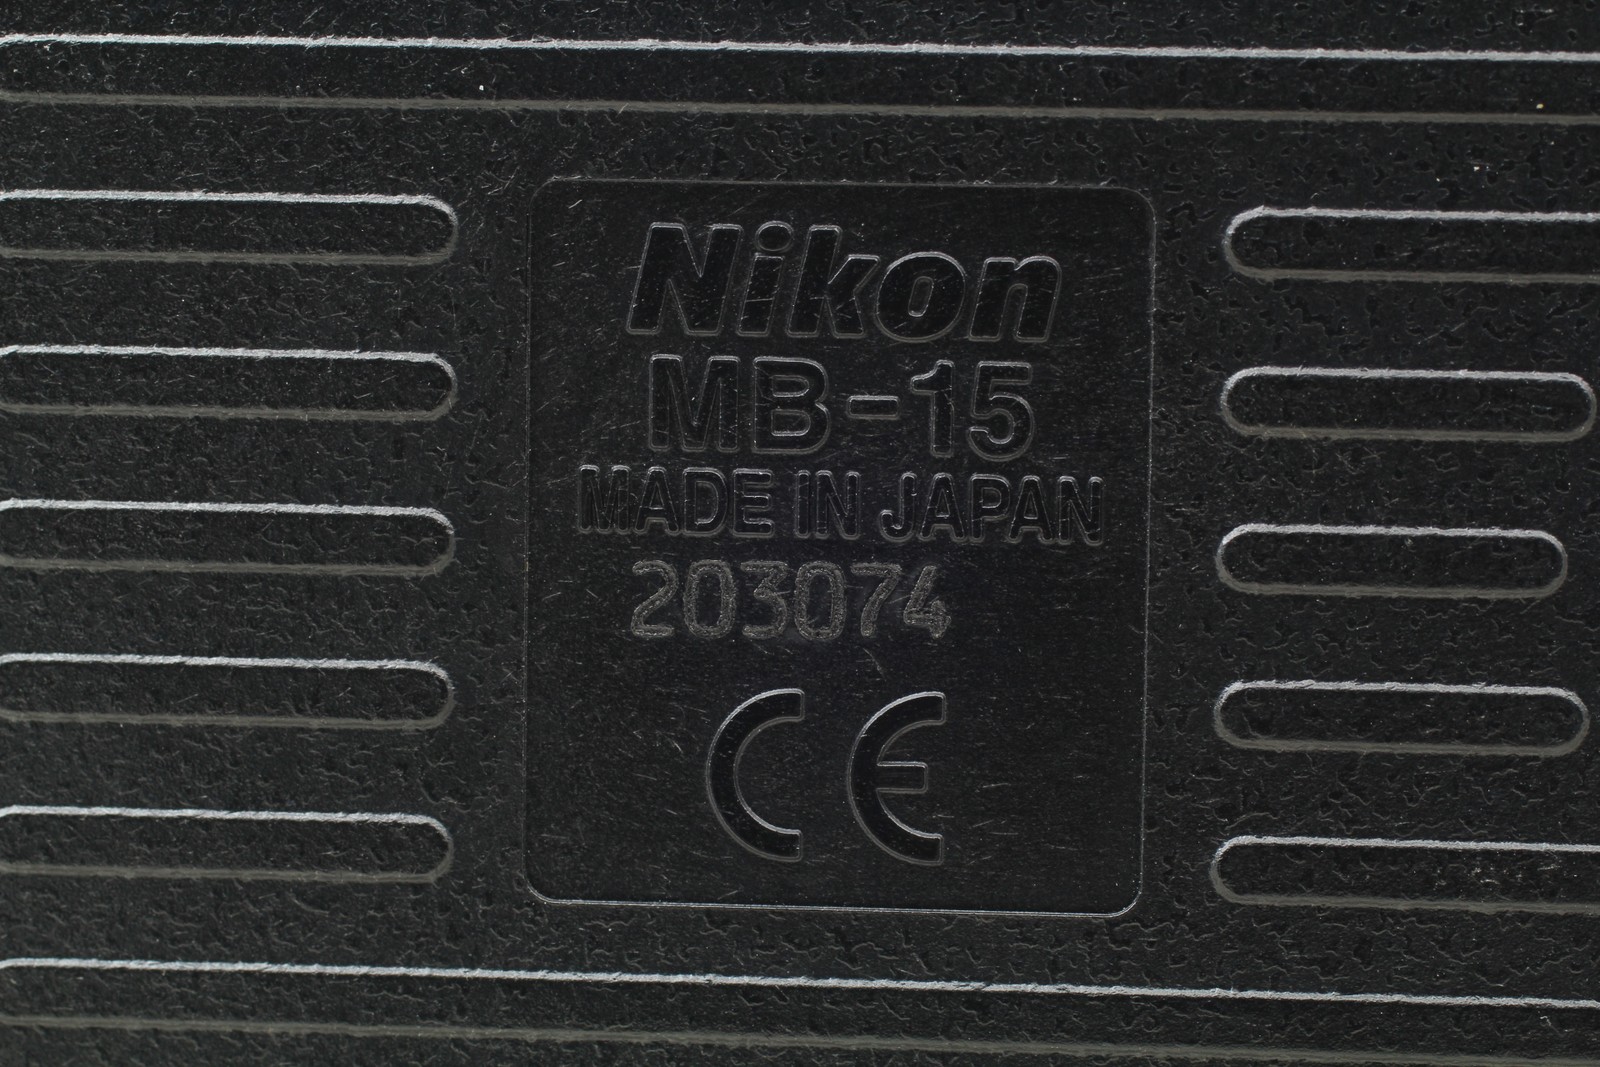 Nikon
MB-15
MADE IN JAPAN
203074
CE